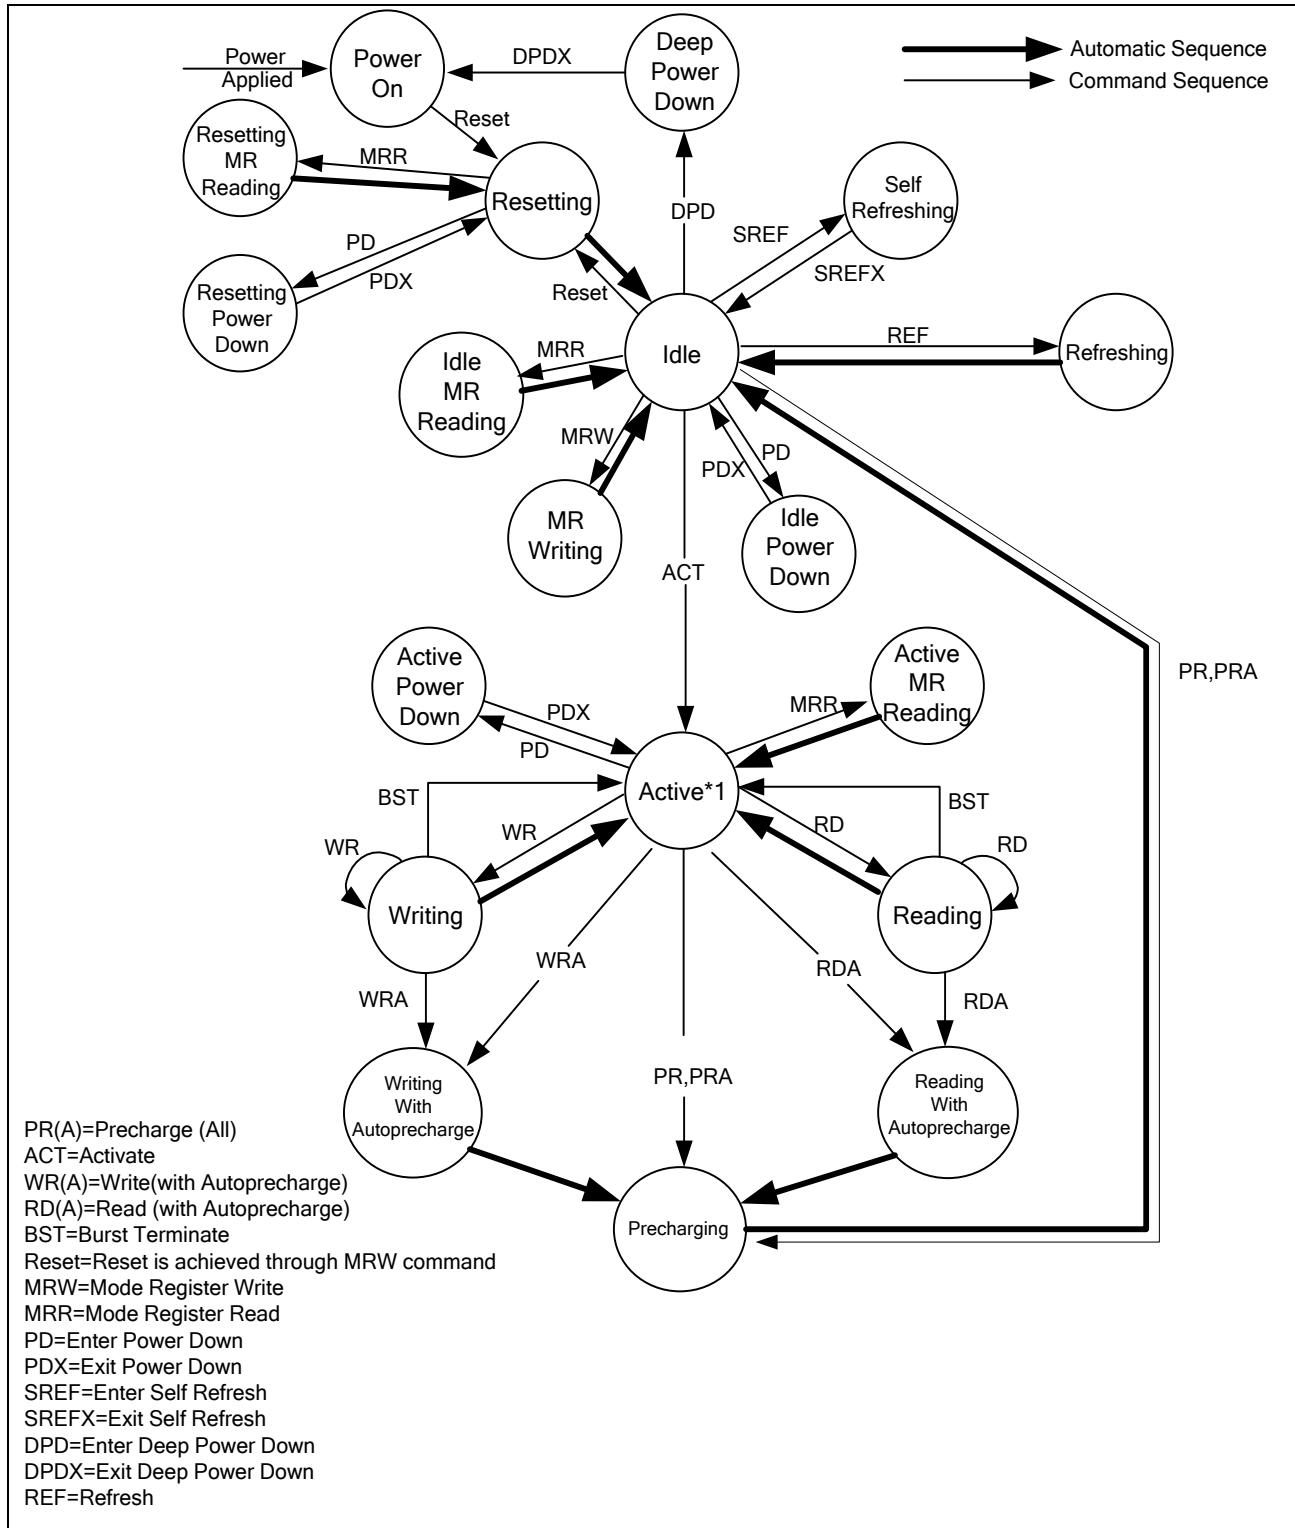 Power
Applied
Power
On
DPDX
Deep
Power
Down
Automatic Sequence
Command Sequence
Reset
Resetting
MR
Reading
MRR
Resetting
PD
PDX
Resetting
Power
Down
Reset
DPD
SREF
SREFX
Self
Refreshing
Idle
REF
Refreshing
Idle
MR
Reading
MRR
MRW
MR
Writing
PD
PDX
Idle
Power
Down
ACT
PR,PRA
Active
Power
Down
PDX
PD
MRR
Active
MR
Reading
Active*1
BST
WR
WR
Writing
RD
BST
RD
Reading
WRA
WRA
RDA
RDA
Writing
With
Autoprecharge
PR,PRA
Reading
With
Autoprecharge
Precharging
PR(A)=Precharge (All)
ACT=Activate
WR(A)=Write(with Autoprecharge)
RD(A)=Read (with Autoprecharge)
BST=Burst Terminate
Reset=Reset is achieved through MRW command
MRW=Mode Register Write
MRR=Mode Register Read
PD=Enter Power Down
PDX=Exit Power Down
SREF=Enter Self Refresh
SREFX=Exit Self Refresh
DPD=Enter Deep Power Down
DPDX=Exit Deep Power Down
REF=Refresh